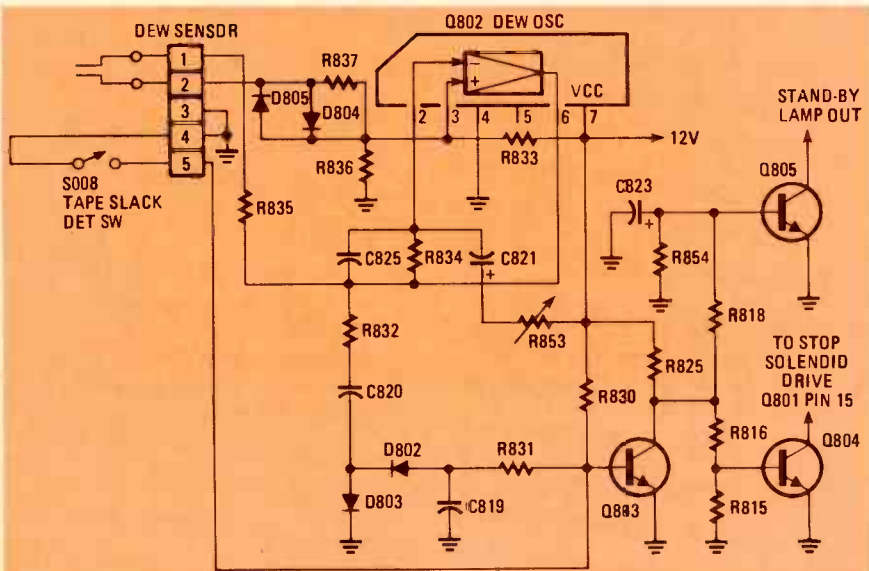 DEW SENSDR
1
2
3
4
5
S008
TAPE SLACK
DET SW
Q802 DEW OSC
R837
D805
D804
−
+
VCC
2
3
4
5
6
7
R833
12V
R836
R835
C825
R834
C821
R832
R853
C820
D802
R831
D803
C819
R830
R825
STAND-BY
LAMP OUT
Q805
C823
+
R854
R818
TO STOP
SOLENDID
DRIVE
Q801 PIN 15
R816
Q804
R815
+